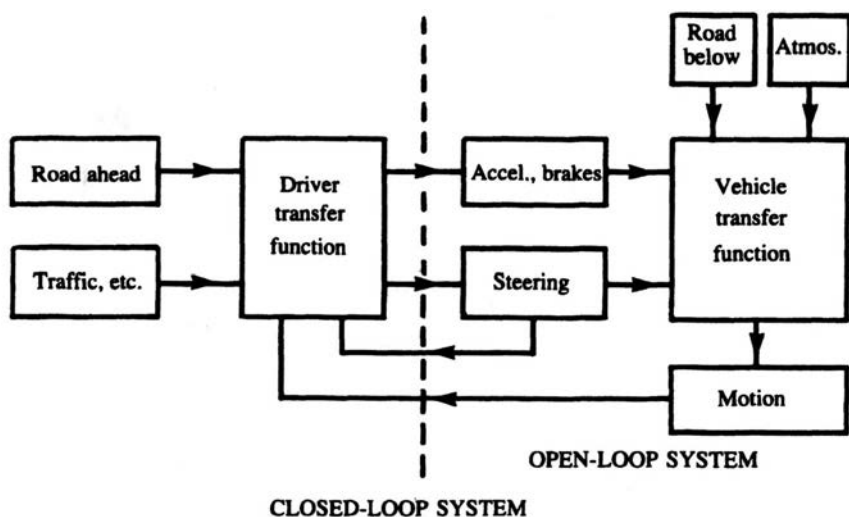 Road
below
Atmos.
Road ahead
Driver
transfer
function
Accel., brakes
Vehicle
transfer
function
Traffic, etc.
Steering
Motion
OPEN-LOOP SYSTEM
CLOSED-LOOP SYSTEM